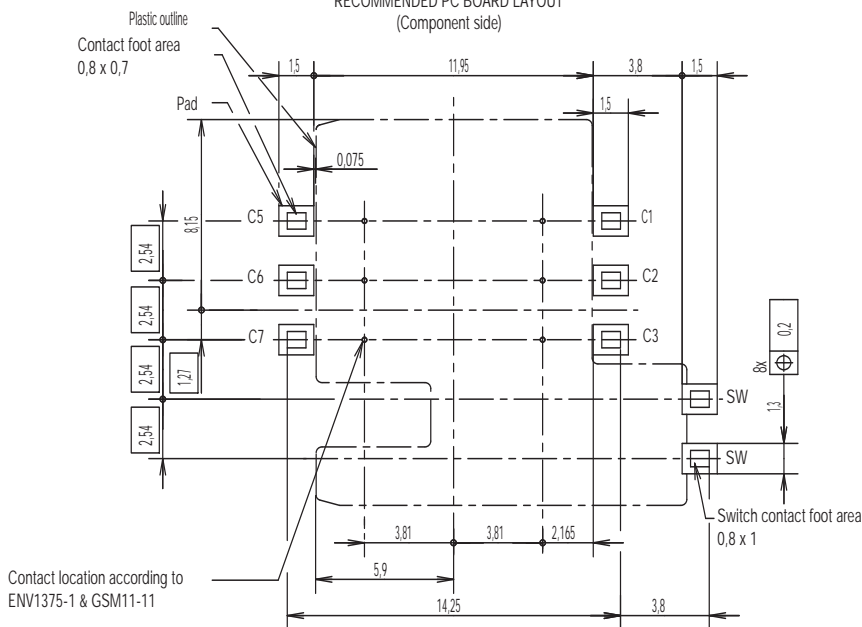 RECOMMENDED PC BOARD LAYOUT
(Component side)
Plastic outline
Contact foot area
0,8 x 0,7
Pad
1,5
11,95
3,8
1,5
1,5
0,075
8,15
C5
C1
2,54
C6
C2
2,54
C7
C3
1,27
2,54
2,54
0,2
8x
1,3
SW
SW
Switch contact foot area
0,8 x 1
3,81
3,81
2,165
5,9
Contact location according to
ENV1375-1 & GSM11-11
14,25
3,8